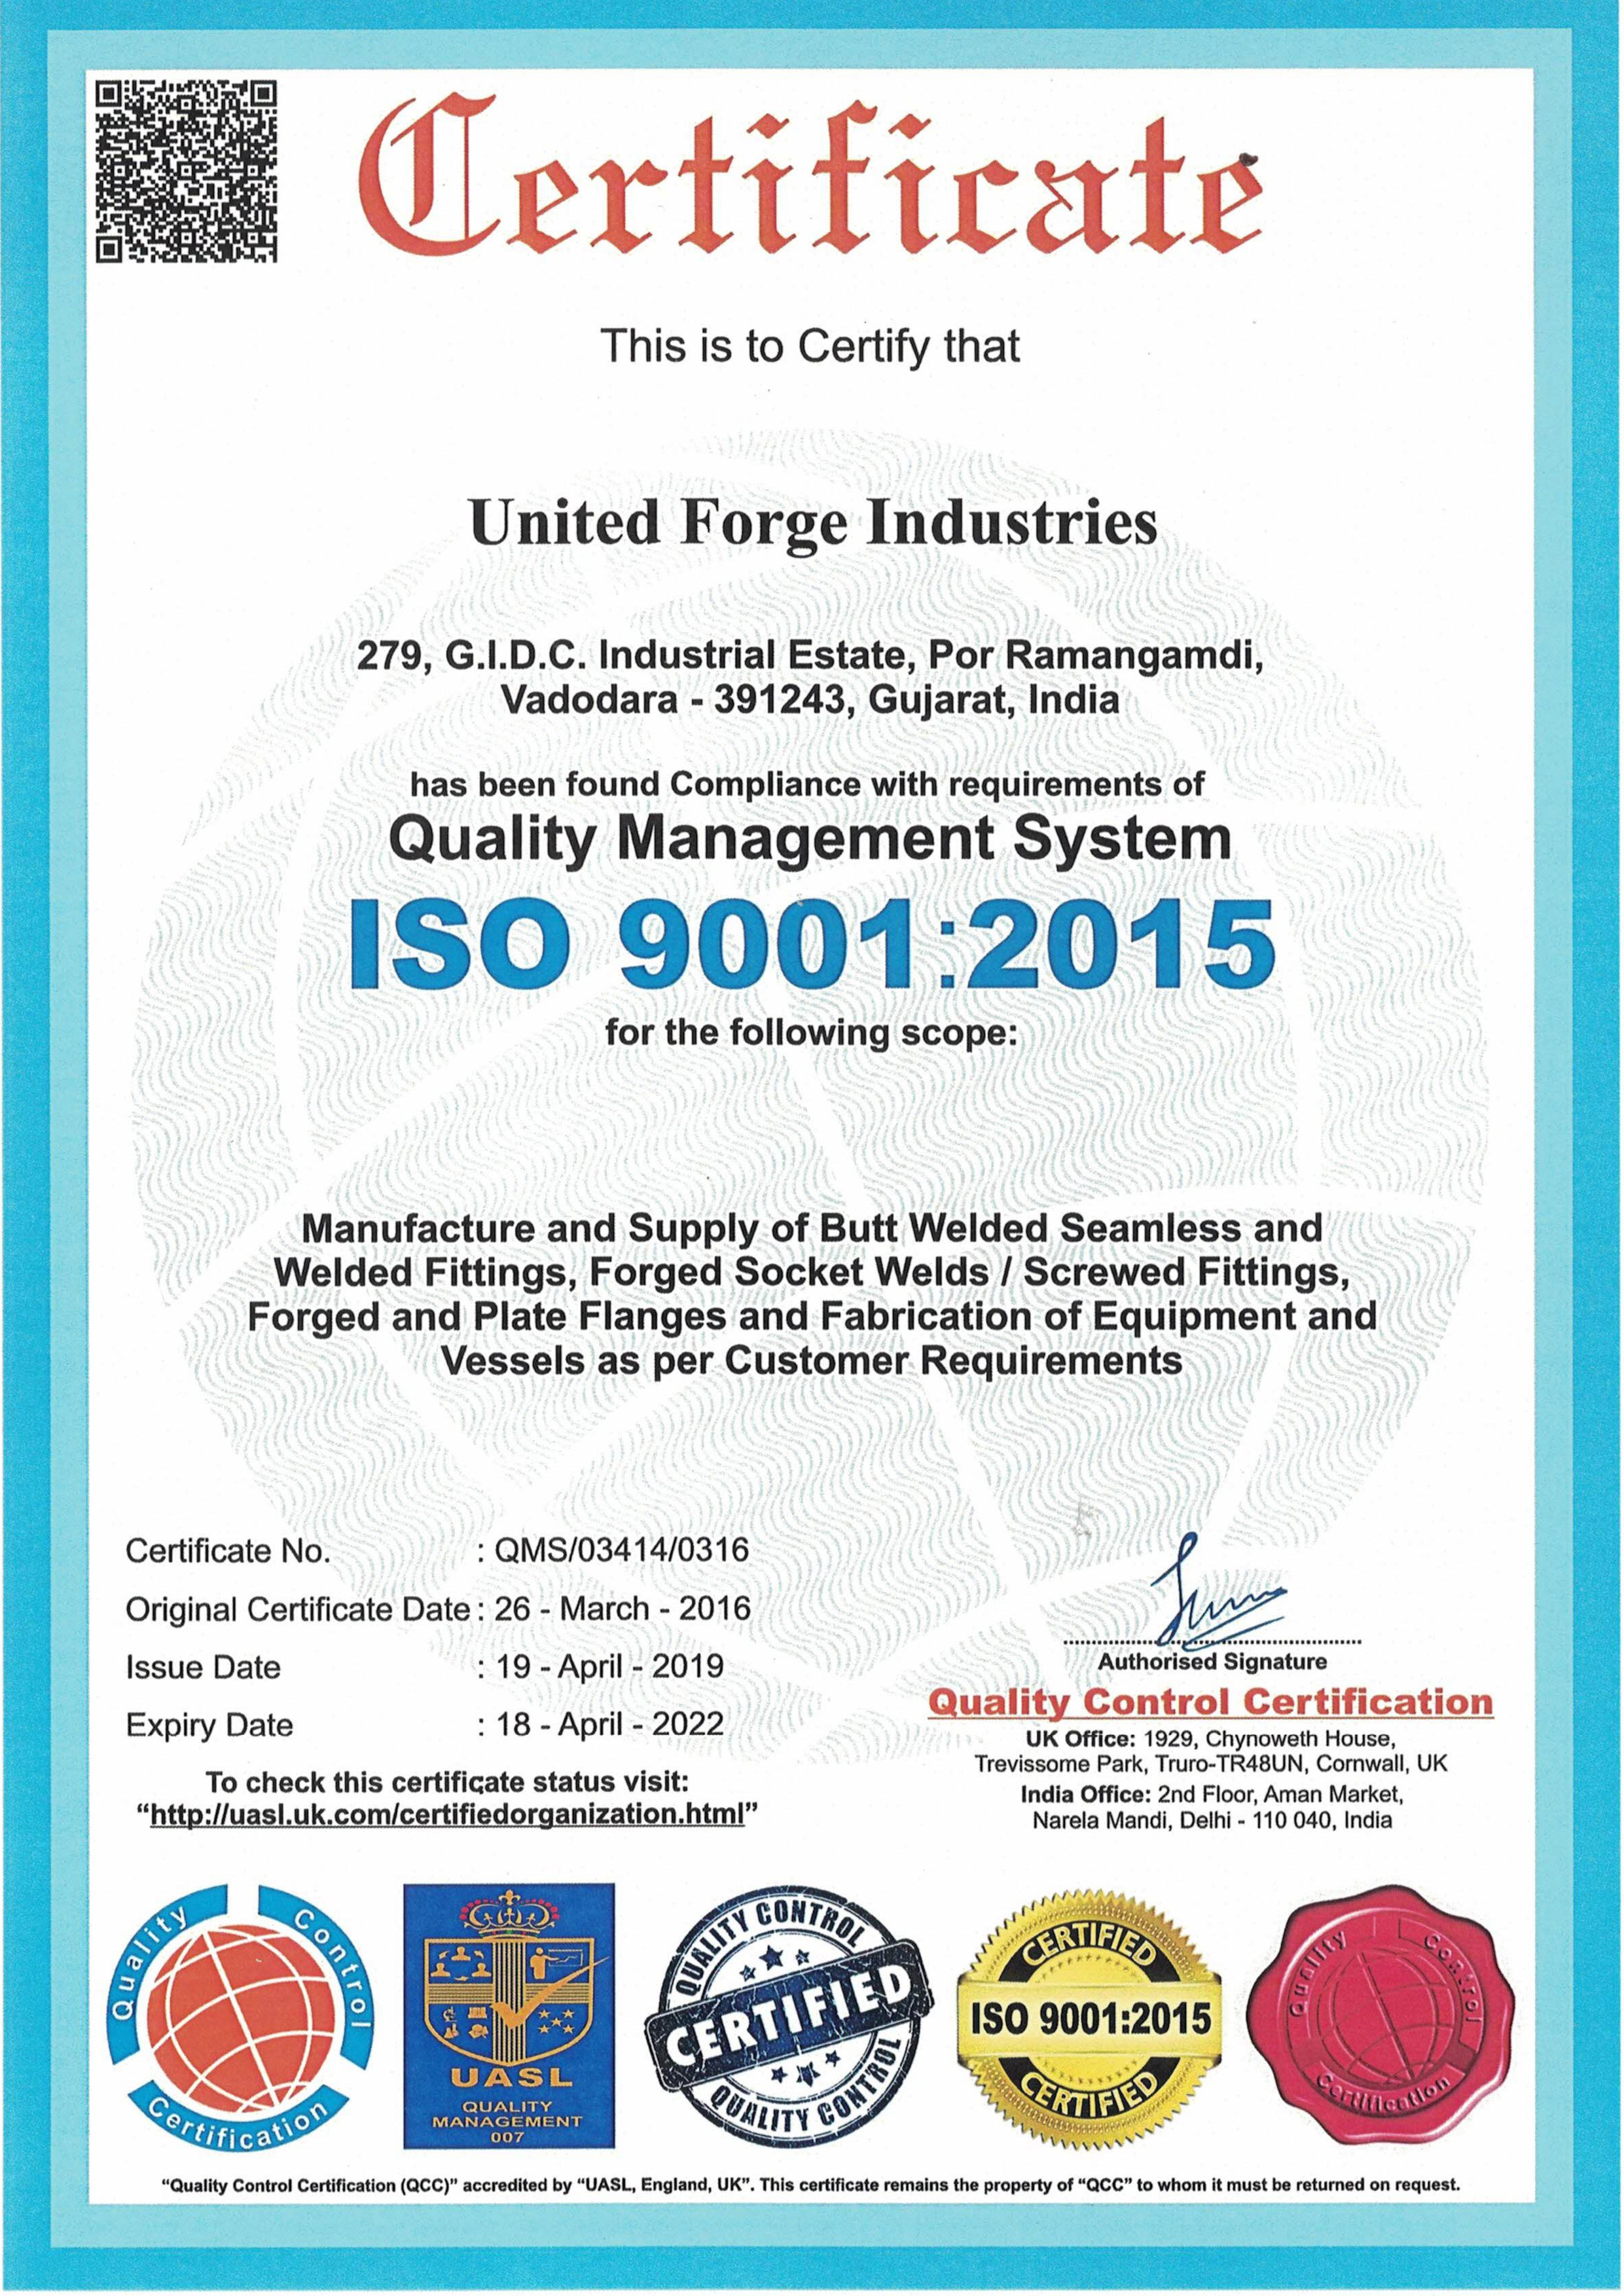 Certificate
This is to Certify that
United Forge Industries
279, G.I.D.C. Industrial Estate, Por Ramangamdi,
Vadodara - 391243, Gujarat, India
has been found Compliance with requirements of
Quality Management System
ISO 9001:2015
for the following scope:
Manufacture and Supply of Butt Welded Seamless and
Welded Fittings, Forged Socket Welds / Screwed Fittings,
Forged and Plate Flanges and Fabrication of Equipment and
Vessels as per Customer Requirements
Certificate No. : QMS/03414/0316
Original Certificate Date : 26 - March - 2016
Issue Date : 19 - April - 2019
Expiry Date : 18 - April - 2022
To check this certificate status visit:
“http://uasl.uk.com/certifiedorganization.html”
Authorised Signature
Quality Control Certification
UK Office: 1929, Chynoweth House,
Trevissome Park, Truro-TR48UN, Cornwall, UK
India Office: 2nd Floor, Aman Market,
Narela Mandi, Delhi - 110 040, India
Quality Control
Certification
UASL
QUALITY
MANAGEMENT
007
QUALITY CONTROL
CERTIFIED
QUALITY CONTROL
CERTIFIED
ISO 9001:2015
CERTIFIED
Quality Control
Certification
“Quality Control Certification (QCC)” accredited by “UASL, England, UK”. This certificate remains the property of “QCC” to whom it must be returned on request.